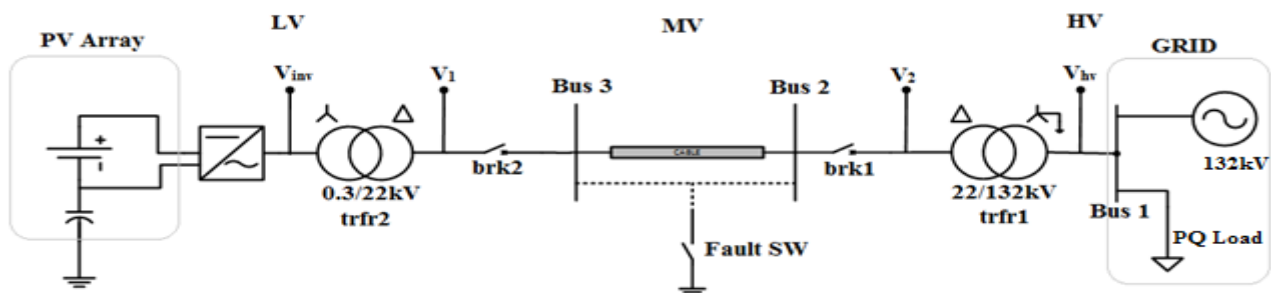 LV
MV
HV
PV Array
GRID
Vinv
V1
Bus 3
Bus 2
V2
Vhv
+
−
CABLE
brk2
brk1
132kV
0.3/22kV
trfr2
22/132kV
trfr1
Bus 1
Fault SW
PQ Load